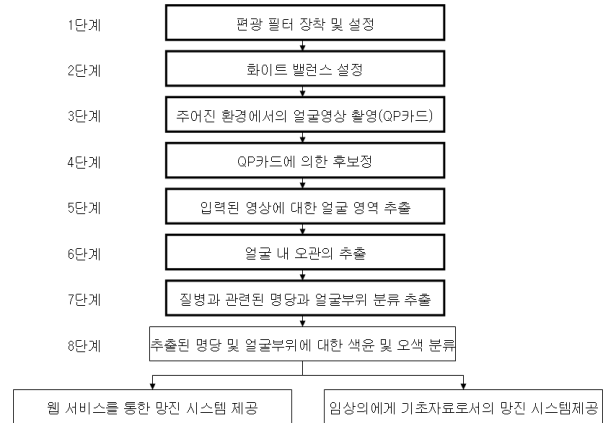 1단계 편광 필터 장착 및 설정
2단계 화이트 밸런스 설정
3단계 주어진 환경에서의 얼굴영상 촬영(QP카드)
4단계 QP카드에 의한 후보정
5단계 입력된 영상에 대한 얼굴 영역 추출
6단계 얼굴 내 오관의 추출
7단계 질병과 관련된 명당과 얼굴부위 분류 추출
8단계 추출된 명당 및 얼굴부위에 대한 색윤 및 오색 분류
웹 서비스를 통한 망진 시스템 제공 임상의에게 기초자료로서의 망진 시스템제공